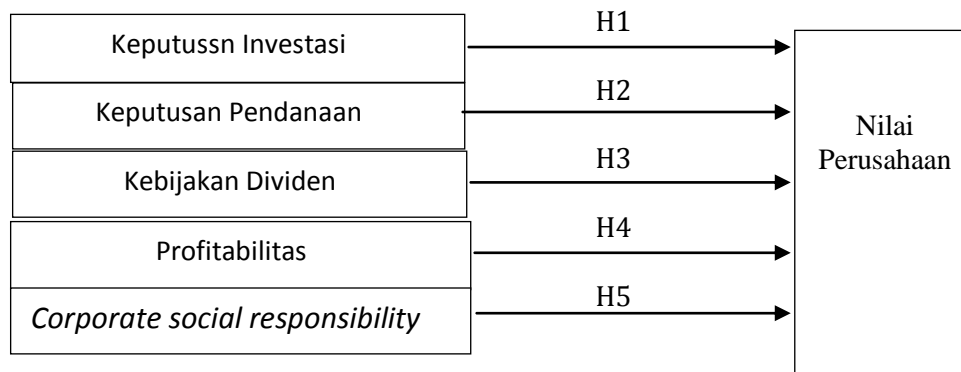 Keputussn Investasi
H1
Keputusan Pendanaan
H2
Kebijakan Dividen
H3
Profitabilitas
H4
Corporate social responsibility
H5
Nilai
Perusahaan